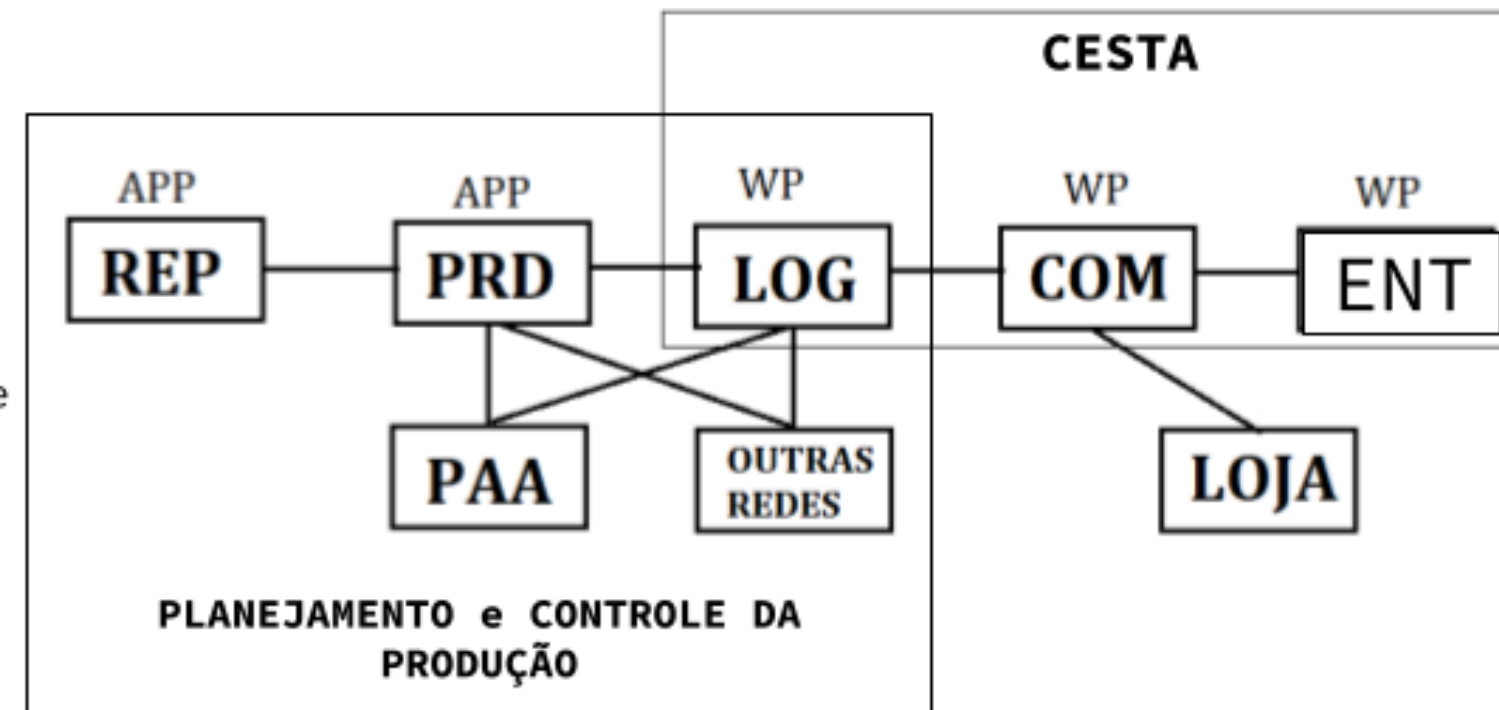 CESTA
APP
APP
WP
WP
WP
REP
PRD
LOG
COM
ENT
e
PAA
OUTRAS
REDES
LOJA
PLANEJAMENTO e CONTROLE DA
PRODUÇÃO